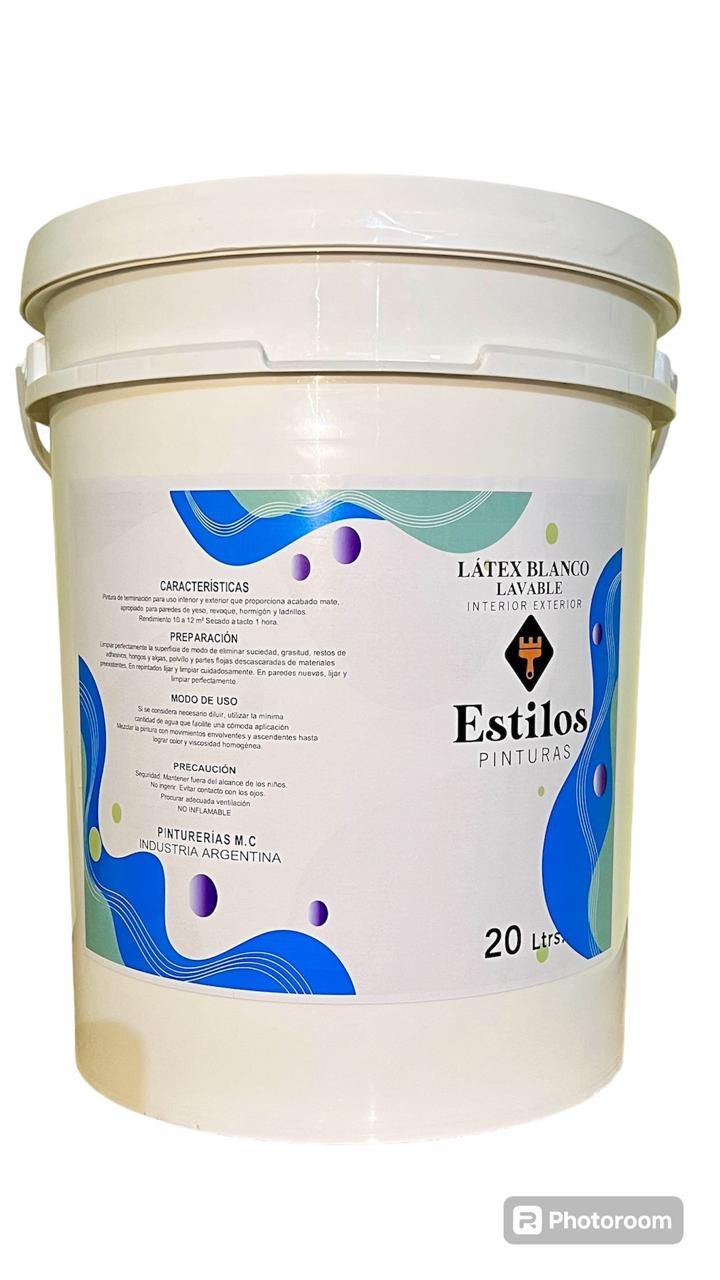 CARACTERÍSTICAS
Pintura de terminación para uso interior y exterior que proporciona acabado mate,
apropiado para paredes de yeso, revoque, hormigón y ladrillos.
Rendimiento 10 a 12 m² Secado a tacto 1 hora.
PREPARACIÓN
Limpiar perfectamente la superficie de modo de eliminar suciedad, grasitud, restos de
adhesivos, hongos y algas, polvillo y partes flojas descascaradas de materiales
preexistentes. En repintados lijar y limpiar cuidadosamente. En paredes nuevas, lijar y
limpiar perfectamente.
MODO DE USO
Si se considera necesario diluir, utilizar la mínima
cantidad de agua que facilite una cómoda aplicación
Mezclar la pintura con movimientos envolventes y ascendentes hasta
lograr color y viscosidad homogénea.
PRECAUCIÓN
Seguridad: Mantener fuera del alcance de los niños.
No ingerir. Evitar contacto con los ojos.
Procurar adecuada ventilación.
NO INFLAMABLE
PINTURERÍAS M.C
INDUSTRIA ARGENTINA
LÁTEX BLANCO
LAVABLE
INTERIOR EXTERIOR
Estilos
PINTURAS
20 Ltrs.
Photoroom